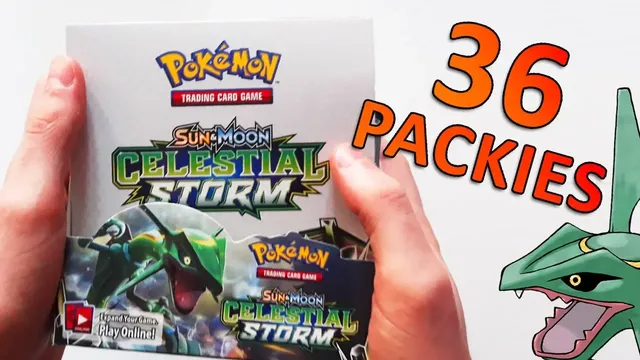 POKéMON
TRADING CARD GAME
SUN & MOON
CELESTIAL
STORM
36
PACKIES
POKéMON
TRADING CARD GAME
SUN & MOON
CELESTIAL
STORM
Expand Your Game,
Play Online!